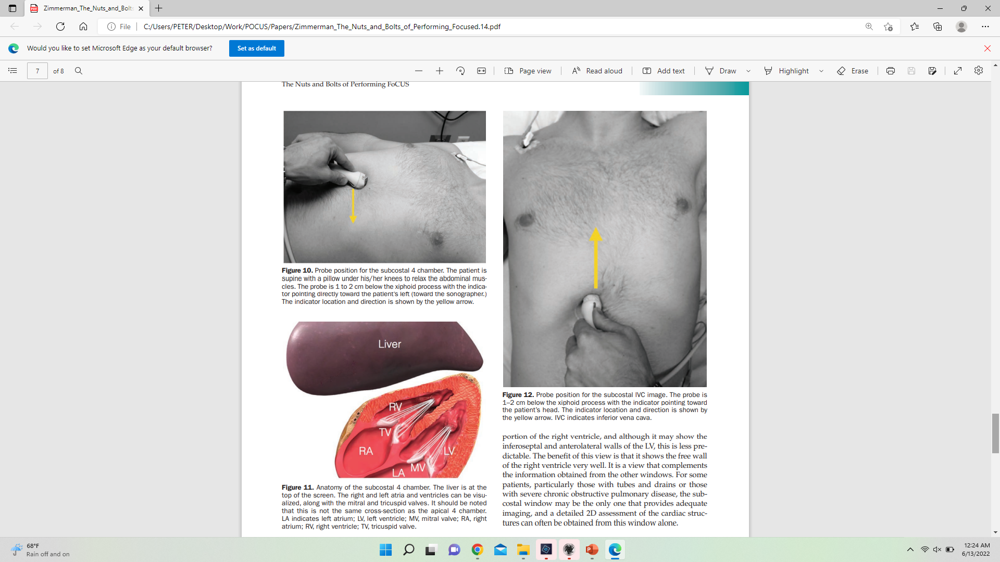 Zimmerman_The_Nuts_and_Bolts
File
C:/Users/PETER/Desktop/Work/POCUS/Papers/Zimmerman_The_Nuts_and_Bolts_of_Performing_Focused.14.pdf
Would you like to set Microsoft Edge as your default browser?
Set as default
7 of 8
Page view
Read aloud
Add text
Draw
Highlight
Erase
The Nuts and Bolts of Performing FoCUS
Figure 10. Probe position for the subcostal 4 chamber. The patient is
supine with a pillow under his/her knees to relax the abdominal mus-
cles. The probe is 1 to 2 cm below the xiphoid process with the indica-
tor pointing directly toward the patient's left (toward the sonographer.)
The indicator location and direction is shown by the yellow arrow.
Liver
RV
TV
RA
LV
MV
LA
Figure 11. Anatomy of the subcostal 4 chamber. The liver is at the
top of the screen. The right and left atria and ventricles can be visu-
alized, along with the mitral and tricuspid valves. It should be noted
that this is not the same cross-section as the apical 4 chamber.
LA indicates left atrium; LV, left ventricle; MV, mitral valve; RA, right
atrium; RV, right ventricle; TV, tricuspid valve.
Figure 12. Probe position for the subcostal IVC image. The probe is
1–2 cm below the xiphoid process with the indicator pointing toward
the patient's head. The indicator location and direction is shown by
the yellow arrow. IVC indicates inferior vena cava.
portion of the right ventricle, and although it may show the
inferoseptal and anterolateral walls of the LV, this is less pre-
dictable. The benefit of this view is that it shows the free wall
of the right ventricle very well. It is a view that complements
the information obtained from the other windows. For some
patients, particularly those with tubes and drains or those
with severe chronic obstructive pulmonary disease, the sub-
costal window may be the only one that provides adequate
imaging, and a detailed 2D assessment of the cardiac struc-
tures can often be obtained from this window alone.
68°F
Rain off and on
12:24 AM
6/13/2022